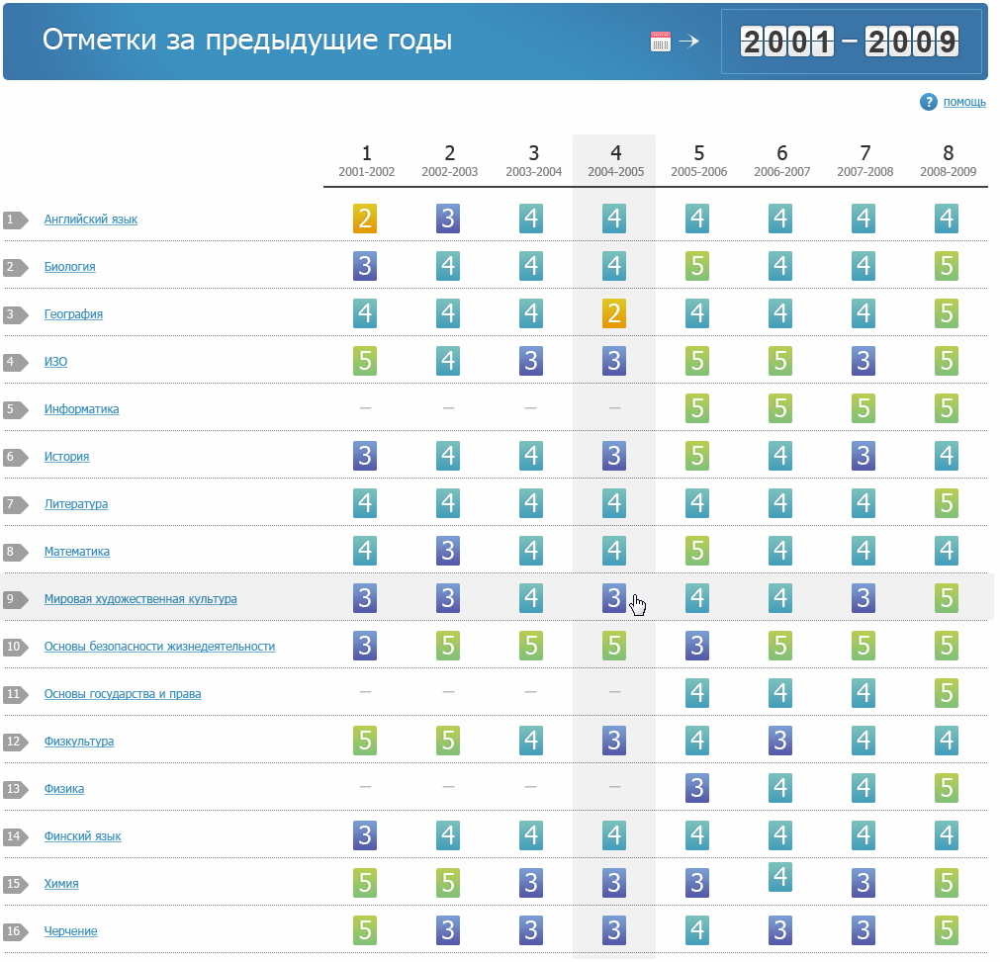 Отметки за предыдущие годы 2001 – 2009
? помощь
1 2 3 4 5 6 7 8
2001-2002 2002-2003 2003-2004 2004-2005 2005-2006 2006-2007 2007-2008 2008-2009
1 Английский язык 2 3 4 4 4 4 4 4
2 Биология 3 4 4 4 5 4 4 5
3 География 4 4 4 2 4 4 4 5
4 ИЗО 5 4 3 3 5 5 3 5
5 Информатика – – – – 5 5 5 5
6 История 3 4 4 3 5 4 3 4
7 Литература 4 4 4 4 4 4 4 5
8 Математика 4 3 4 4 5 4 4 4
9 Мировая художественная культура 3 3 4 3 4 4 3 5
10 Основы безопасности жизнедеятельности 3 5 5 5 3 5 5 5
11 Основы государства и права – – – – 4 4 4 5
12 Физкультура 5 5 4 3 4 3 4 4
13 Физика – – – – 3 4 4 5
14 Финский язык 3 4 4 4 4 4 4 4
15 Химия 5 5 3 3 3 4 3 5
16 Черчение 5 3 3 3 4 3 3 5